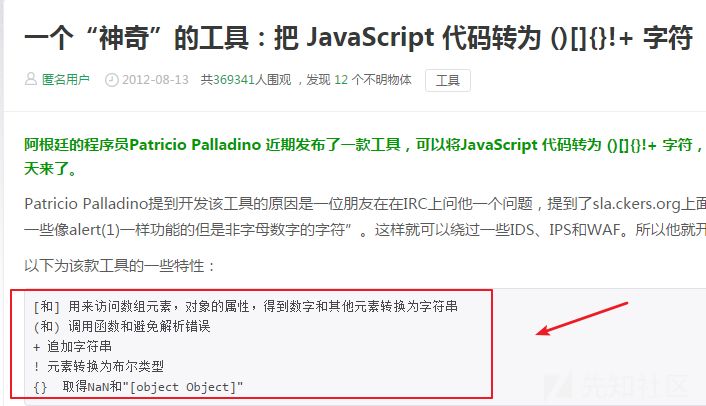 一个“神奇”的工具：把 JavaScript 代码转为 ()[]{}!+ 字符
匿名用户 2012-08-13 共369341人围观 ，发现 12 个不明物体 工具
阿根廷的程序员Patricio Palladino 近期发布了一款工具，可以将JavaScript 代码转为 ()[]{}!+ 字符，
天来了。
Patricio Palladino提到开发该工具的原因是一位朋友在在IRC上问他一个问题，提到了sla.ckers.org上面
一些像alert(1)一样功能的但是非字母数字的字符”。这样就可以绕过一些IDS、IPS和WAF。所以他就开
以下为该款工具的一些特性：
[和] 用来访问数组元素，对象的属性，得到数字和其他元素转换为字符串
(和) 调用函数和避免解析错误
+ 追加字符串
! 元素转换为布尔类型
{} 取得NaN和"[object Object]"
先知社区